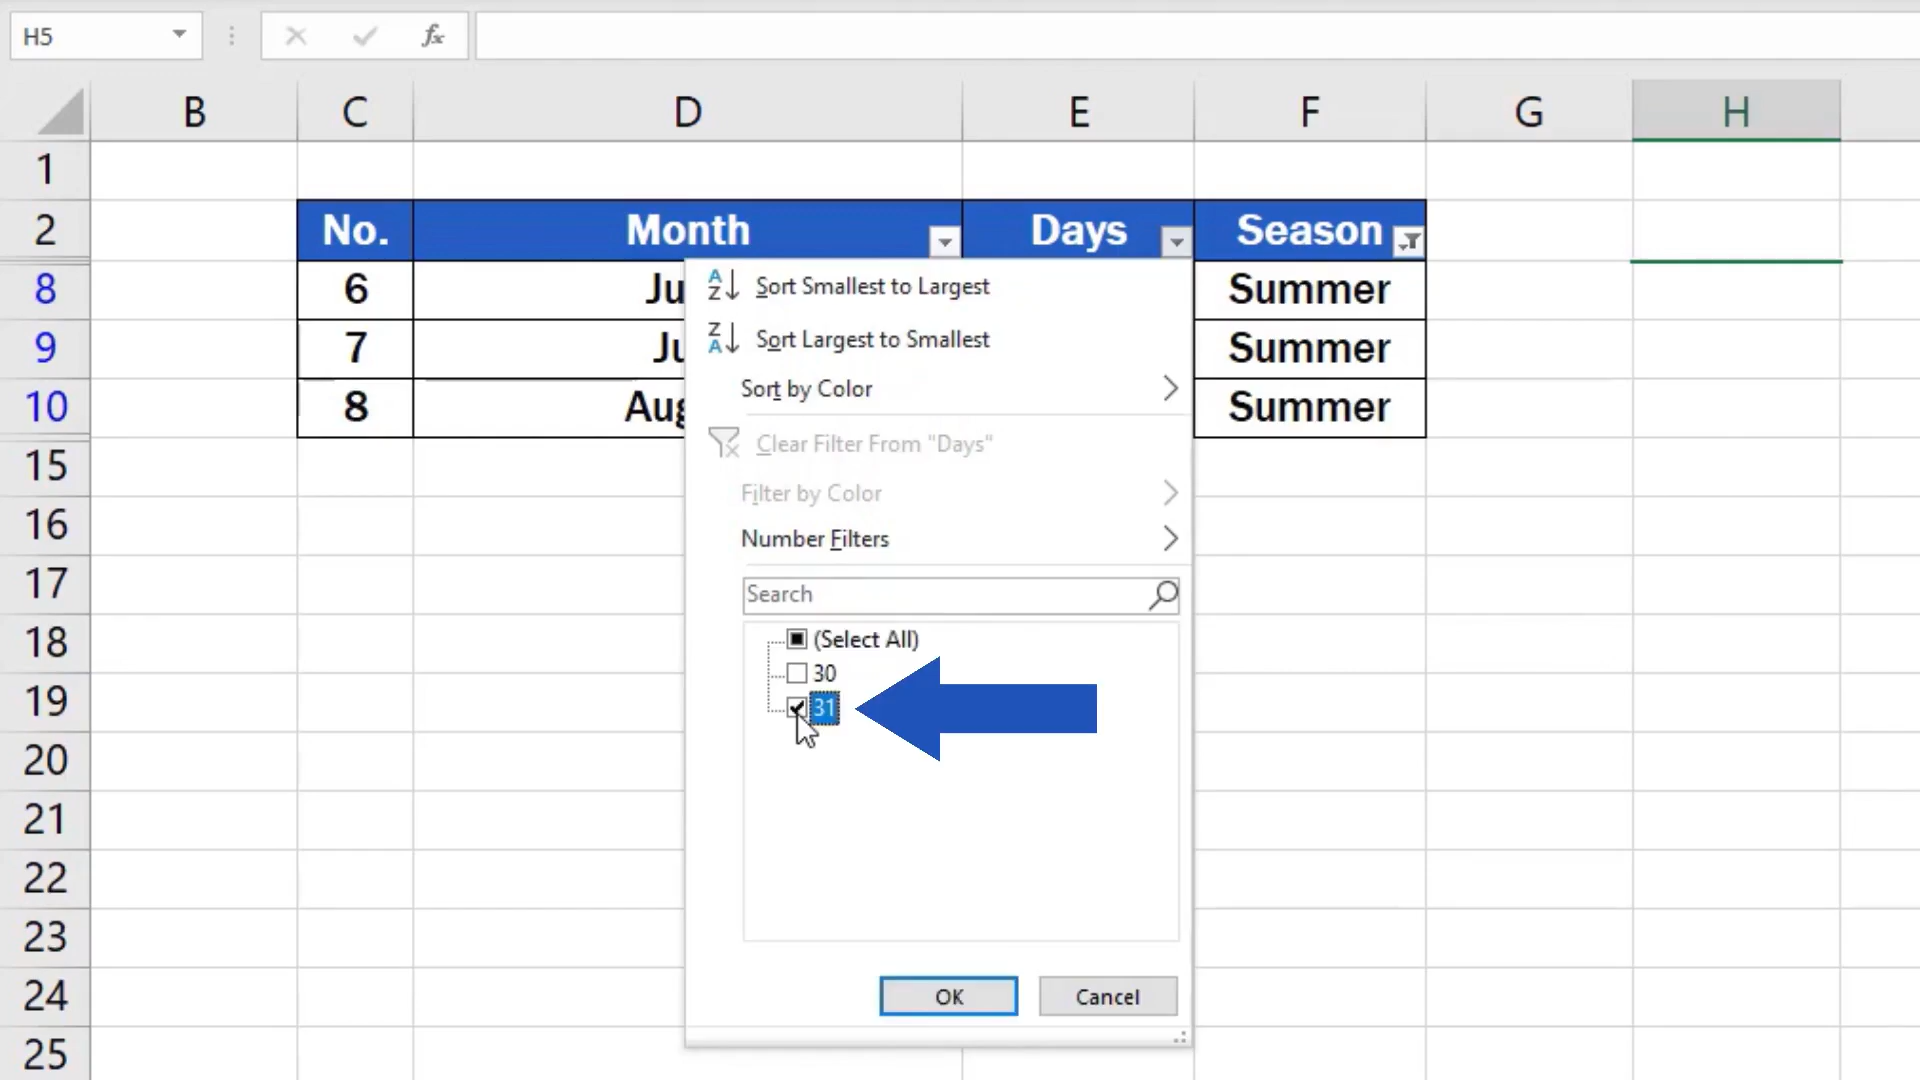 H5 fx
B C D E F G H
1
2 No. Month Days Season
8 6 Ju Summer
9 7 Ju Summer
10 8 Aug Summer
15
16
17
18
19
20
21
22
23
24
25
Sort Smallest to Largest
Sort Largest to Smallest
Sort by Color
Clear Filter From "Days"
Filter by Color
Number Filters
Search
(Select All)
30
31
OK Cancel